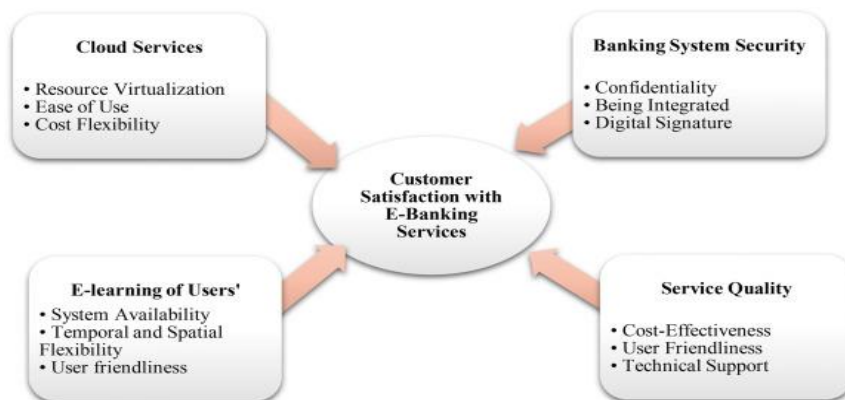 Cloud Services
• Resource Virtualization
• Ease of Use
• Cost Flexibility
Banking System Security
• Confidentiality
• Being Integrated
• Digital Signature
Customer
Satisfaction with
E-Banking
Services
E-learning of Users'
• System Availability
• Temporal and Spatial
Flexibility
• User friendliness
Service Quality
• Cost-Effectiveness
• User Friendliness
• Technical Support